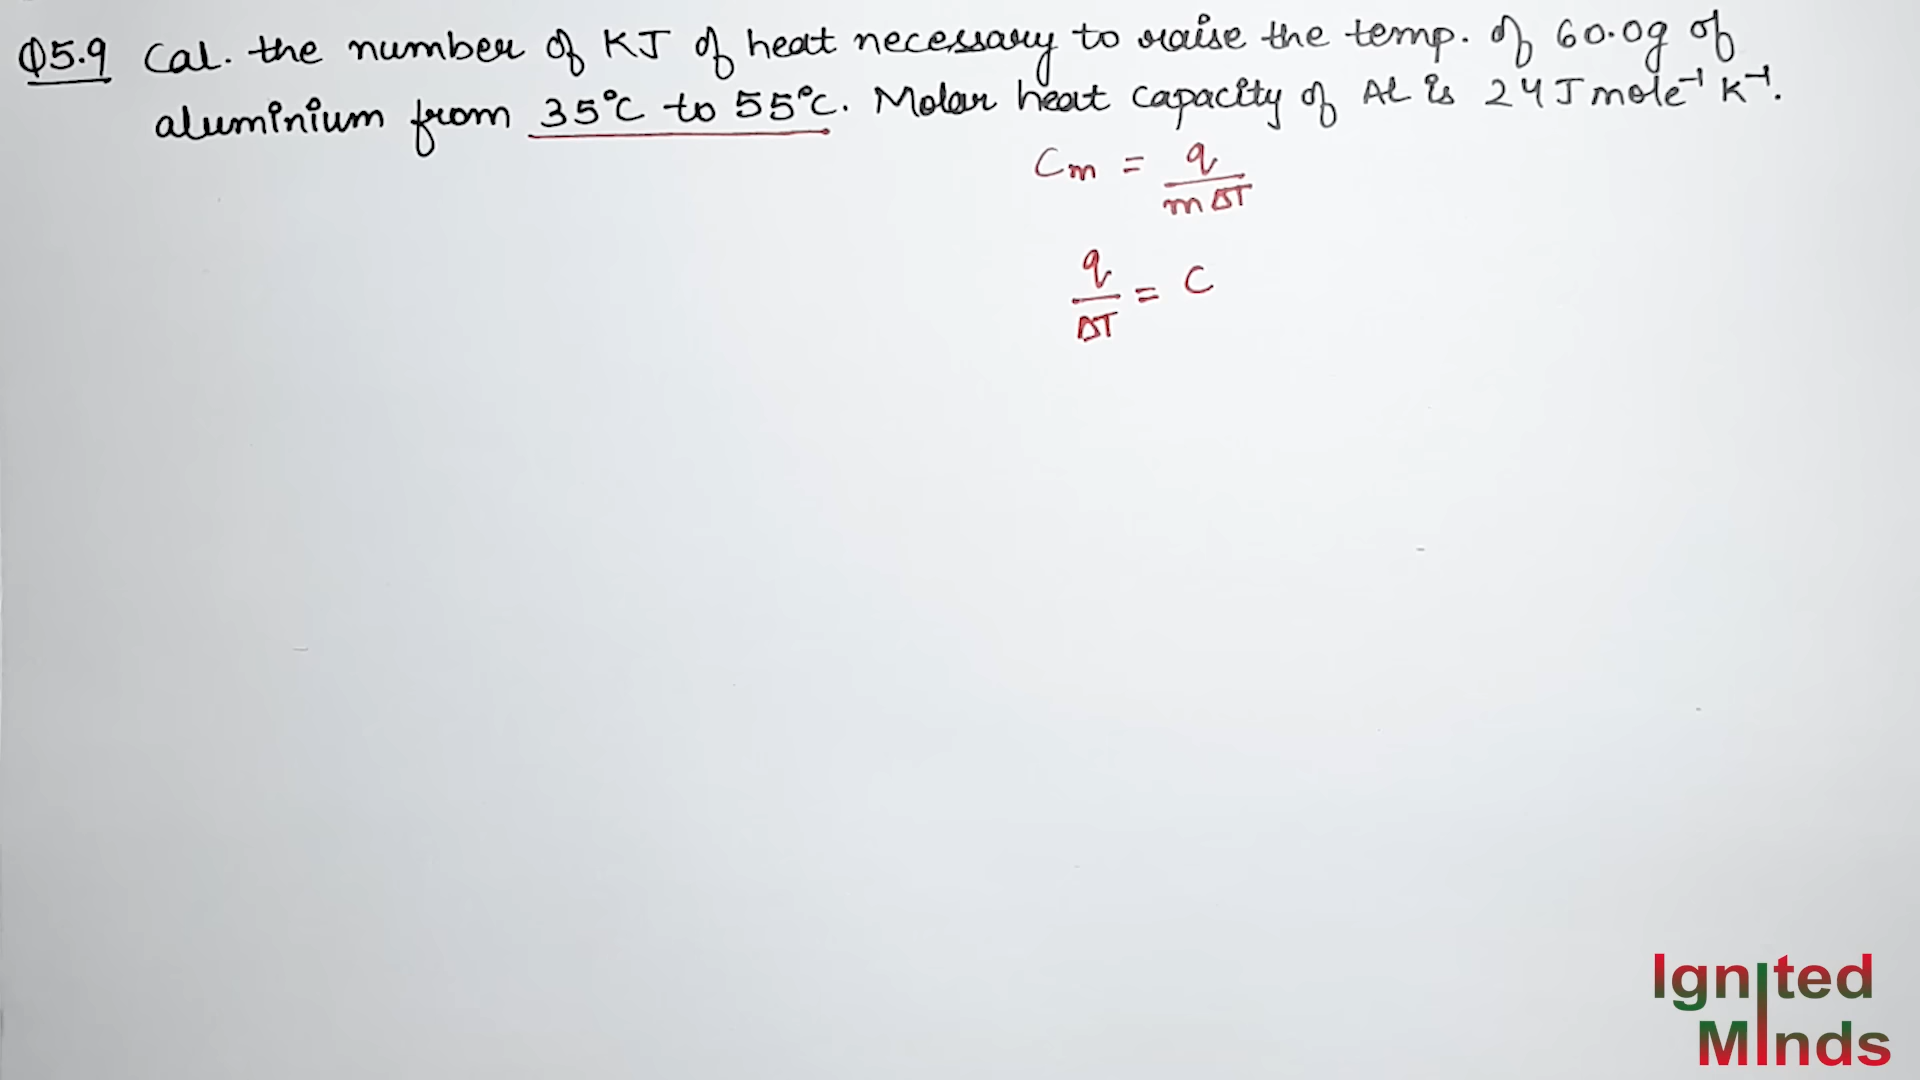 Q5.9 Cal. the number of KJ of heat necessary to raise the temp. of 60.0g of
aluminium from 35°C to 55°C. Molar heat capacity of Al is 24 J mole⁻¹ K⁻¹.
Cm = q / mΔT
q / ΔT = C
Ignited
Minds